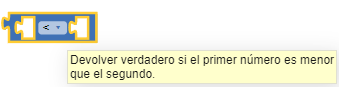 <
Devolver verdadero si el primer número es menor
que el segundo.